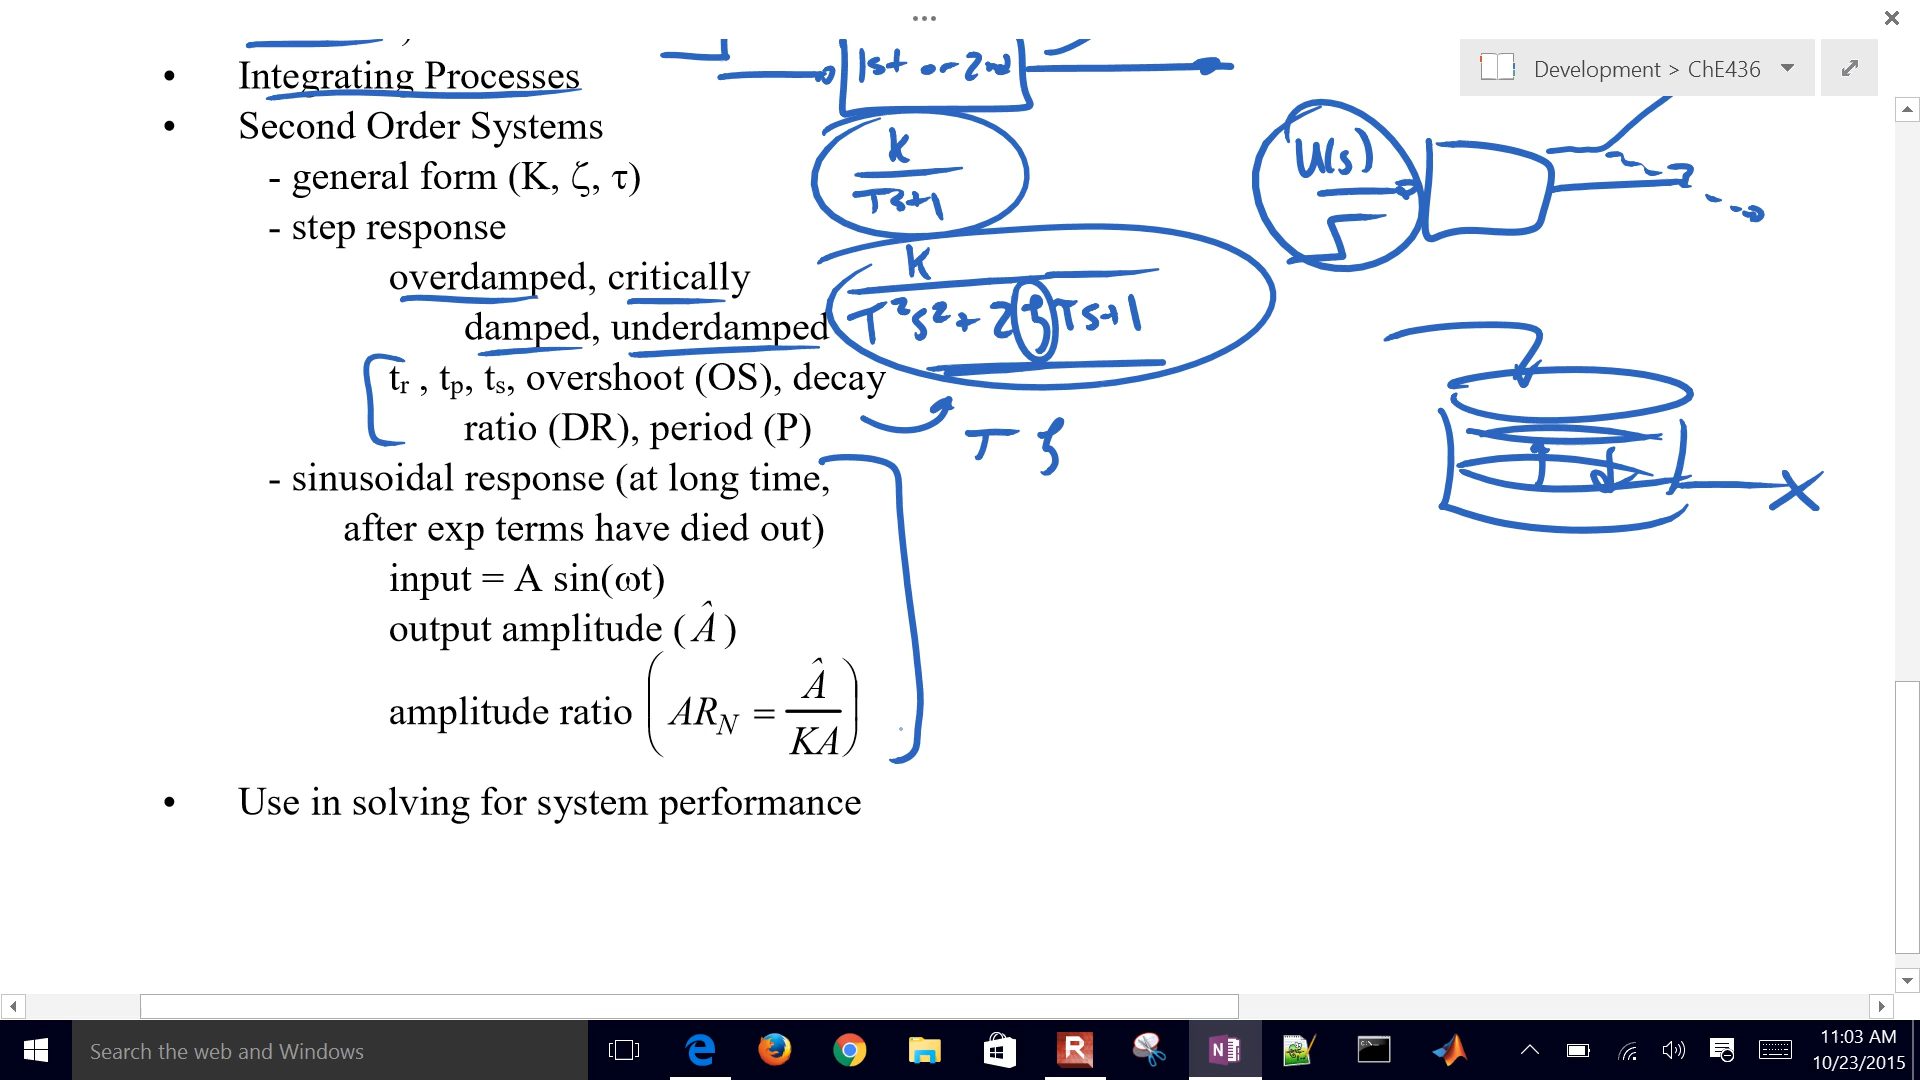 ...
Development > ChE436
• Integrating Processes
1st or 2nd
• Second Order Systems
K
τs+1
U(s)
- general form (K, ζ, τ)
- step response
K
τ²s²+2ζτs+1
overdamped, critically
damped, underdamped
tr , tp, ts, overshoot (OS), decay
ratio (DR), period (P)
τ ζ
- sinusoidal response (at long time,
after exp terms have died out)
input = A sin(ωt)
output amplitude ( Â )
amplitude ratio ( AR_N = Â / KA )
• Use in solving for system performance
Search the web and Windows
11:03 AM
10/23/2015